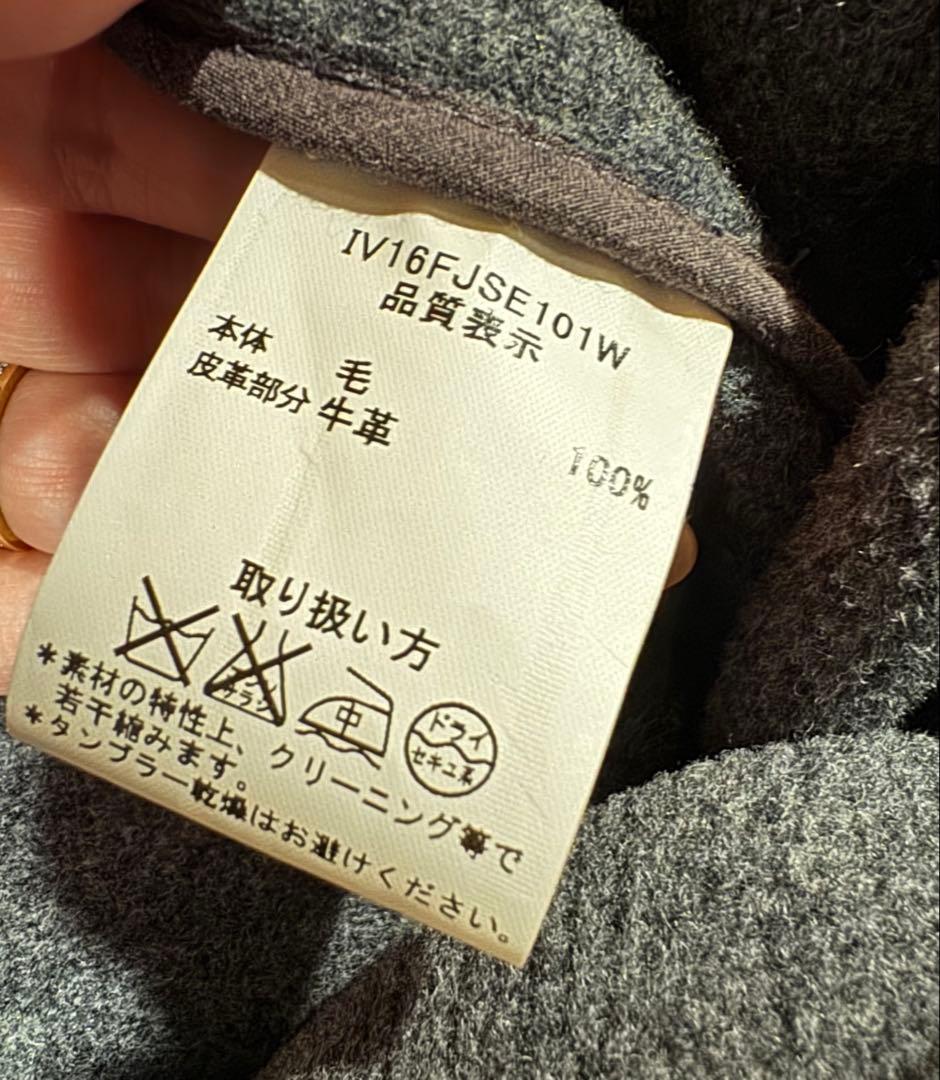 IV16FJSE101W
品質表示
本体 毛 100%
皮革部分 牛革
取り扱い方
サラシ
中
ドライ
セキユ系
*素材の特性上、クリーニング等で
若干縮みます。
*タンブラー乾燥はお避けください。